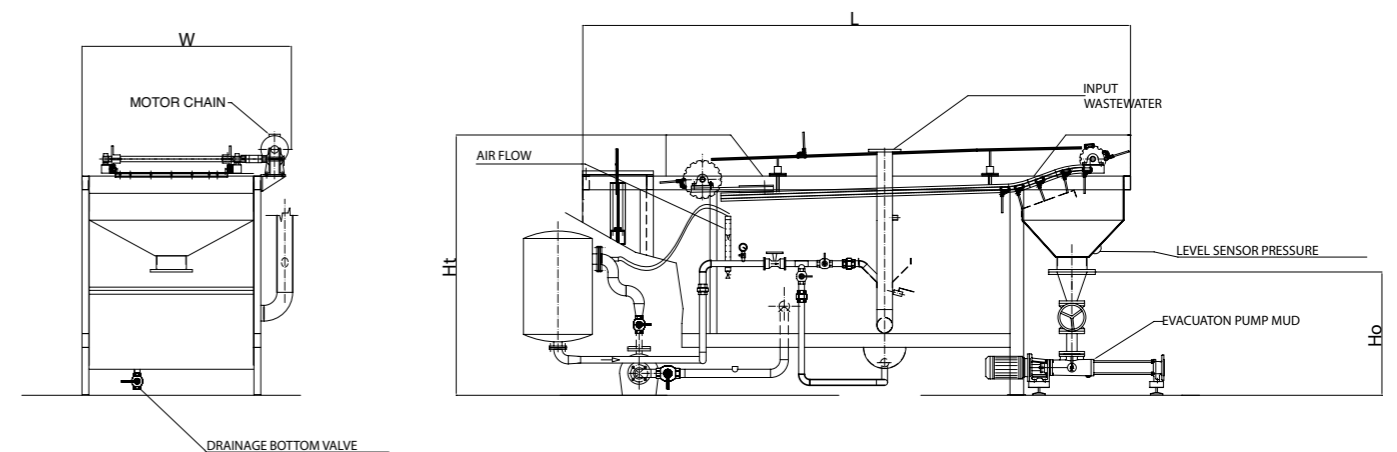 W
MOTOR CHAIN
DRAINAGE BOTTOM VALVE
L
INPUT
WASTEWATER
AIR FLOW
Ht
LEVEL SENSOR PRESSURE
EVACUATON PUMP MUD
Ho